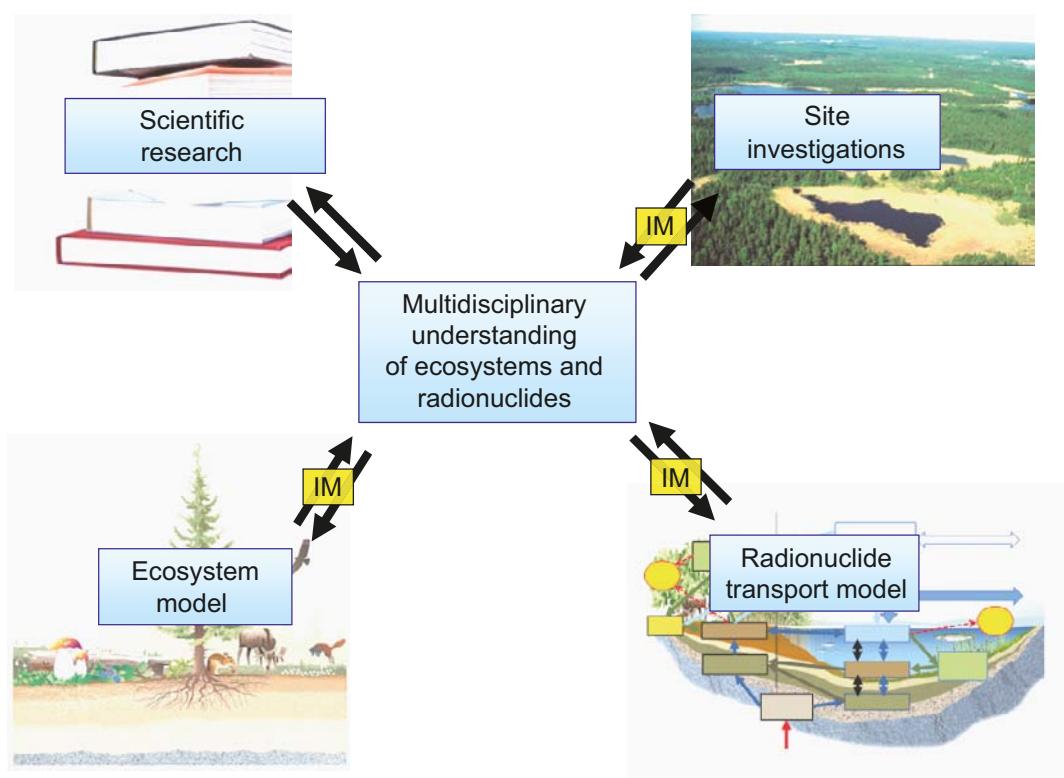 Scientific
research
Site
investigations
IM
Multidisciplinary
understanding
of ecosystems and
radionuclides
IM
IM
Ecosystem
model
Radionuclide
transport model